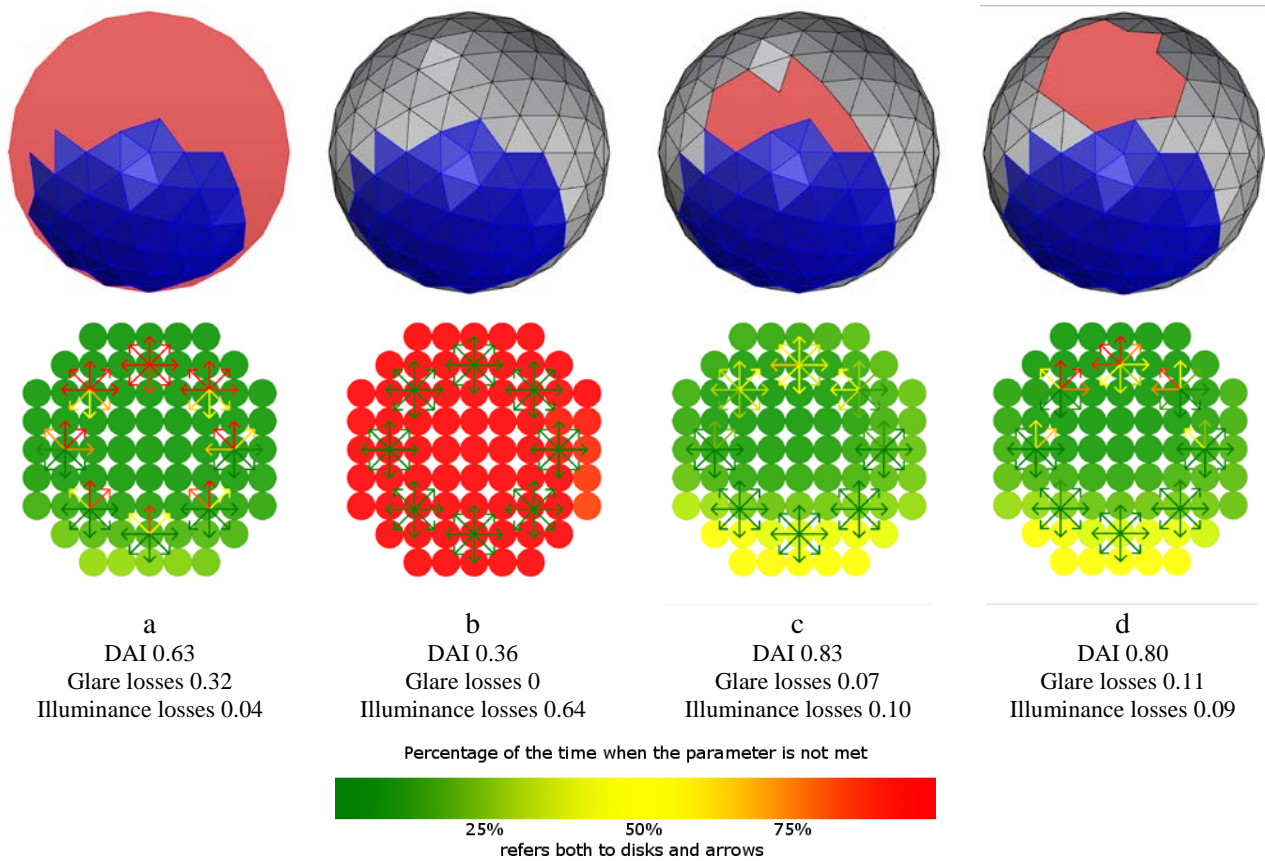 a
DAI 0.63
Glare losses 0.32
Illuminance losses 0.04
b
DAI 0.36
Glare losses 0
Illuminance losses 0.64
c
DAI 0.83
Glare losses 0.07
Illuminance losses 0.10
d
DAI 0.80
Glare losses 0.11
Illuminance losses 0.09
Percentage of the time when the parameter is not met
25% 50% 75%
refers both to disks and arrows